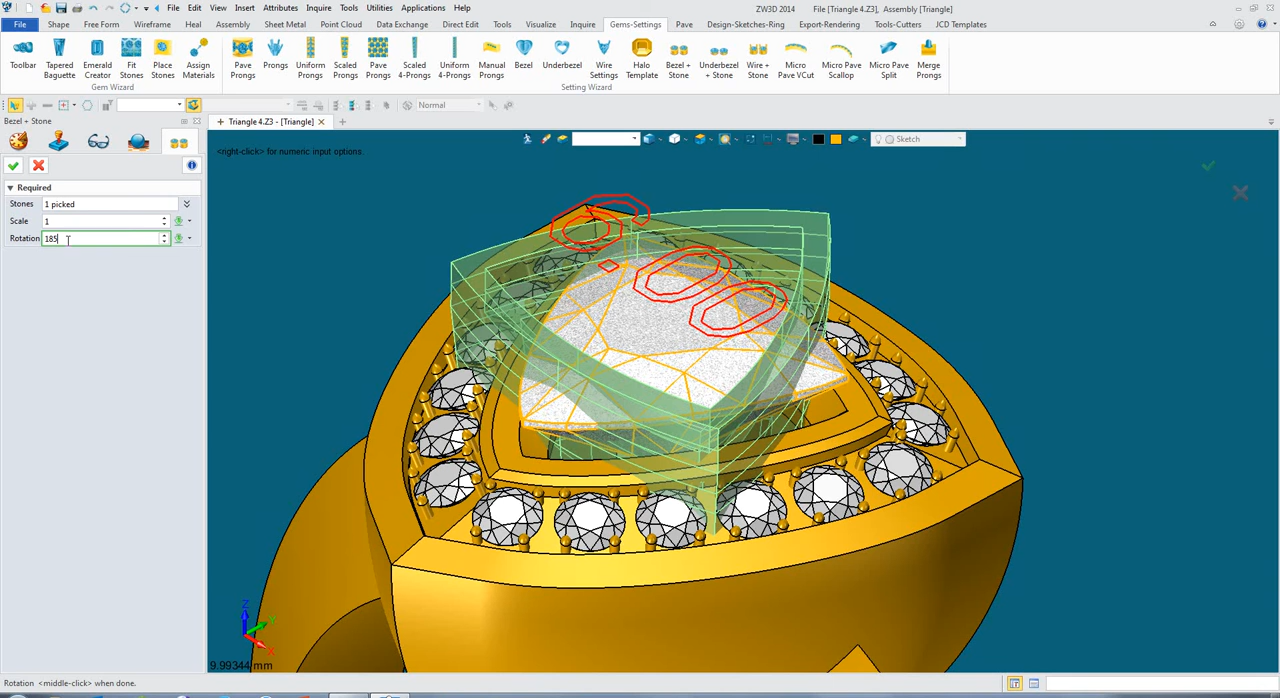 File Shape Free Form Wireframe Heal Assembly Sheet Metal Point Cloud Data Exchange Direct Edit Tools Visualize Inquire Gems-Settings Pave Design-Sketches-Ring Export-Rendering Tools-Cutters JCD Templates
File Edit View Insert Attributes Inquire Tools Utilities Applications Help
ZW3D 2014 File [Triangle 4.Z3], Assembly [Triangle]
Toolbar
Tapered Baguette
Emerald Creator
Fit Stones
Place Stones
Assign Materials
Pave Prongs
Prongs
Uniform Prongs
Scaled Prongs
Pave Prongs
Scaled 4-Prongs
Uniform 4-Prongs
Manual Prongs
Bezel
Underbezel
Wire Settings
Halo Template
Bezel + Stone
Underbezel + Stone
Wire + Stone
Micro Pave VCut
Micro Pave Scallop
Micro Pave Split
Merge Prongs
Gem Wizard
Setting Wizard
Normal
Bezel + Stone
Triangle 4.Z3 - [Triangle]
Sketch
<right-click> for numeric input options.
Required
Stones 1 picked
Scale 1
Rotation 185
Z
Y
X
9.99344 mm
Rotation <middle-click> when done.